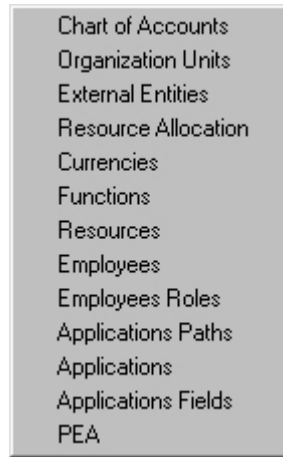 Chart of Accounts
Organization Units
External Entities
Resource Allocation
Currencies
Functions
Resources
Employees
Employees Roles
Applications Paths
Applications
Applications Fields
PEA